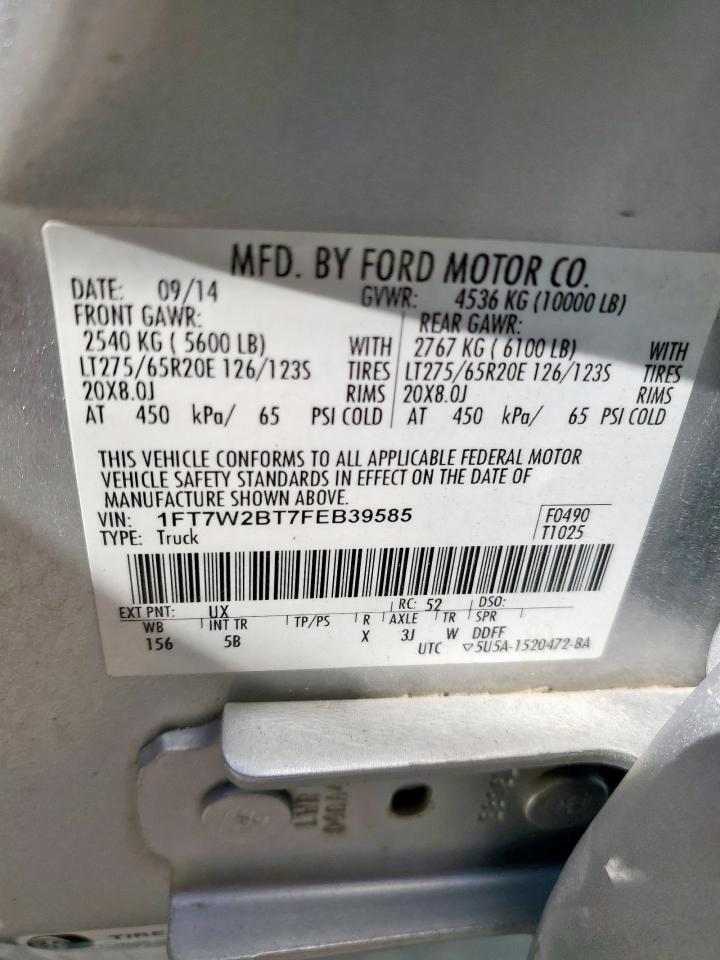 MFD. BY FORD MOTOR CO.
DATE: 09/14 GVWR: 4536 KG (10000 LB)
FRONT GAWR: REAR GAWR:
2540 KG ( 5600 LB) WITH 2767 KG ( 6100 LB) WITH
LT275/65R20E 126/123S TIRES LT275/65R20E 126/123S TIRES
20X8.0J RIMS 20X8.0J RIMS
AT 450 kPa/ 65 PSI COLD AT 450 kPa/ 65 PSI COLD
THIS VEHICLE CONFORMS TO ALL APPLICABLE FEDERAL MOTOR
VEHICLE SAFETY STANDARDS IN EFFECT ON THE DATE OF
MANUFACTURE SHOWN ABOVE.
VIN: 1FT7W2BT7FEB39585 F0490
TYPE: Truck T1025
EXT PNT: UX RC: 52 DSO:
WB INT TR TP/PS R AXLE TR SPR
156 5B X 3J W DDFF
UTC ▽5U5A-1520472-BA
LWR
TIRE